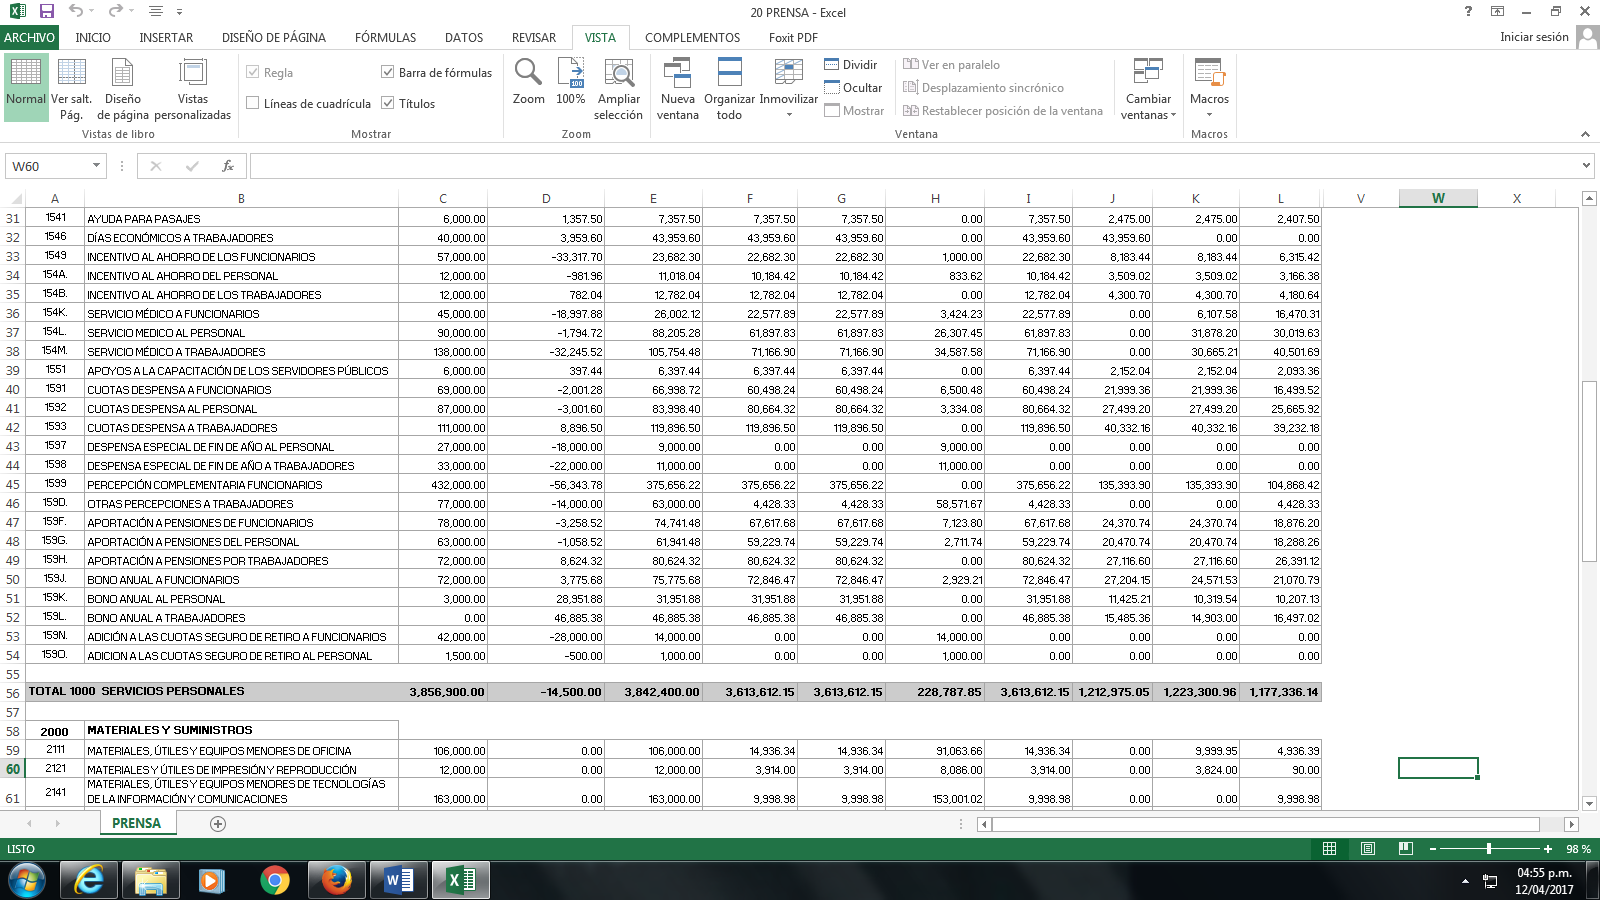 20 PRENSA - Excel
ARCHIVO INICIO INSERTAR DISEÑO DE PÁGINA FÓRMULAS DATOS REVISAR VISTA COMPLEMENTOS Foxit PDF Iniciar sesión
Normal Ver salt. Pág. Diseño de página Vistas personalizadas
Vistas de libro
Regla Barra de fórmulas
Líneas de cuadrícula Títulos
Mostrar
Zoom 100% Ampliar selección
Zoom
Nueva ventana Organizar todo Inmovilizar
Dividir
Ocultar
Mostrar
Ver en paralelo
Desplazamiento sincrónico
Restablecer posición de la ventana
Ventana
Cambiar ventanas
Macros
Macros
W60 fx
A B C D E F G H I J K L V W X
31 1541 AYUDA PARA PASAJES 6,000.00 1,357.50 7,357.50 7,357.50 7,357.50 0.00 7,357.50 2,475.00 2,475.00 2,407.50
32 1546 DÍAS ECONÓMICOS A TRABAJADORES 40,000.00 3,959.60 43,959.60 43,959.60 43,959.60 0.00 43,959.60 43,959.60 0.00 0.00
33 1549 INCENTIVO AL AHORRO DE LOS FUNCIONARIOS 57,000.00 -33,317.70 23,682.30 22,682.30 22,682.30 1,000.00 22,682.30 8,183.44 8,183.44 6,315.42
34 154A. INCENTIVO AL AHORRO DEL PERSONAL 12,000.00 -981.96 11,018.04 10,184.42 10,184.42 833.62 10,184.42 3,509.02 3,509.02 3,166.38
35 154B. INCENTIVO AL AHORRO DE LOS TRABAJADORES 12,000.00 782.04 12,782.04 12,782.04 12,782.04 0.00 12,782.04 4,300.70 4,300.70 4,180.64
36 154K. SERVICIO MÉDICO A FUNCIONARIOS 45,000.00 -18,997.88 26,002.12 22,577.89 22,577.89 3,424.23 22,577.89 0.00 6,107.58 16,470.31
37 154L. SERVICIO MEDICO AL PERSONAL 90,000.00 -1,794.72 88,205.28 61,897.83 61,897.83 26,307.45 61,897.83 0.00 31,878.20 30,019.63
38 154M. SERVICIO MÉDICO A TRABAJADORES 138,000.00 -32,245.52 105,754.48 71,166.90 71,166.90 34,587.58 71,166.90 0.00 30,665.21 40,501.69
39 1551 APOYOS A LA CAPACITACIÓN DE LOS SERVIDORES PÚBLICOS 6,000.00 397.44 6,397.44 6,397.44 6,397.44 0.00 6,397.44 2,152.04 2,152.04 2,093.36
40 1591 CUOTAS DESPENSA A FUNCIONARIOS 69,000.00 -2,001.28 66,998.72 60,498.24 60,498.24 6,500.48 60,498.24 21,999.36 21,999.36 16,499.52
41 1592 CUOTAS DESPENSA AL PERSONAL 87,000.00 -3,001.60 83,998.40 80,664.32 80,664.32 3,334.08 80,664.32 27,499.20 27,499.20 25,665.92
42 1593 CUOTAS DESPENSA A TRABAJADORES 111,000.00 8,896.50 119,896.50 119,896.50 119,896.50 0.00 119,896.50 40,332.16 40,332.16 39,232.18
43 1597 DESPENSA ESPECIAL DE FIN DE AÑO AL PERSONAL 27,000.00 -18,000.00 9,000.00 0.00 0.00 9,000.00 0.00 0.00 0.00 0.00
44 1598 DESPENSA ESPECIAL DE FIN DE AÑO A TRABAJADORES 33,000.00 -22,000.00 11,000.00 0.00 0.00 11,000.00 0.00 0.00 0.00 0.00
45 1599 PERCEPCIÓN COMPLEMENTARIA FUNCIONARIOS 432,000.00 -56,343.78 375,656.22 375,656.22 375,656.22 0.00 375,656.22 135,393.90 135,393.90 104,868.42
46 159D. OTRAS PERCEPCIONES A TRABAJADORES 77,000.00 -14,000.00 63,000.00 4,428.33 4,428.33 58,571.67 4,428.33 0.00 0.00 4,428.33
47 159F. APORTACIÓN A PENSIONES DE FUNCIONARIOS 78,000.00 -3,258.52 74,741.48 67,617.68 67,617.68 7,123.80 67,617.68 24,370.74 24,370.74 18,876.20
48 159G. APORTACIÓN A PENSIONES DEL PERSONAL 63,000.00 -1,058.52 61,941.48 59,229.74 59,229.74 2,711.74 59,229.74 20,470.74 20,470.74 18,288.26
49 159H. APORTACIÓN A PENSIONES POR TRABAJADORES 72,000.00 8,624.32 80,624.32 80,624.32 80,624.32 0.00 80,624.32 27,116.60 27,116.60 26,391.12
50 159J. BONO ANUAL A FUNCIONARIOS 72,000.00 3,775.68 75,775.68 72,846.47 72,846.47 2,929.21 72,846.47 27,204.15 24,571.53 21,070.79
51 159K. BONO ANUAL AL PERSONAL 3,000.00 28,951.88 31,951.88 31,951.88 31,951.88 0.00 31,951.88 11,425.21 10,319.54 10,207.13
52 159L. BONO ANUAL A TRABAJADORES 0.00 46,885.38 46,885.38 46,885.38 46,885.38 0.00 46,885.38 15,485.36 14,903.00 16,497.02
53 159N. ADICIÓN A LAS CUOTAS SEGURO DE RETIRO A FUNCIONARIOS 42,000.00 -28,000.00 14,000.00 0.00 0.00 14,000.00 0.00 0.00 0.00 0.00
54 159O. ADICION A LAS CUOTAS SEGURO DE RETIRO AL PERSONAL 1,500.00 -500.00 1,000.00 0.00 0.00 1,000.00 0.00 0.00 0.00 0.00
55
56 TOTAL 1000 SERVICIOS PERSONALES 3,856,900.00 -14,500.00 3,842,400.00 3,613,612.15 3,613,612.15 228,787.85 3,613,612.15 1,212,975.05 1,223,300.96 1,177,336.14
57
58 2000 MATERIALES Y SUMINISTROS
59 2111 MATERIALES, ÚTILES Y EQUIPOS MENORES DE OFICINA 106,000.00 0.00 106,000.00 14,936.34 14,936.34 91,063.66 14,936.34 0.00 9,999.95 4,936.39
60 2121 MATERIALES Y ÚTILES DE IMPRESIÓN Y REPRODUCCIÓN 12,000.00 0.00 12,000.00 3,914.00 3,914.00 8,086.00 3,914.00 0.00 3,824.00 90.00
MATERIALES, ÚTILES Y EQUIPOS MENORES DE TECNOLOGÍAS
61 2141 DE LA INFORMACIÓN Y COMUNICACIONES 163,000.00 0.00 163,000.00 9,998.98 9,998.98 153,001.02 9,998.98 0.00 0.00 9,998.98
PRENSA
LISTO 98 %
04:55 p.m.
12/04/2017